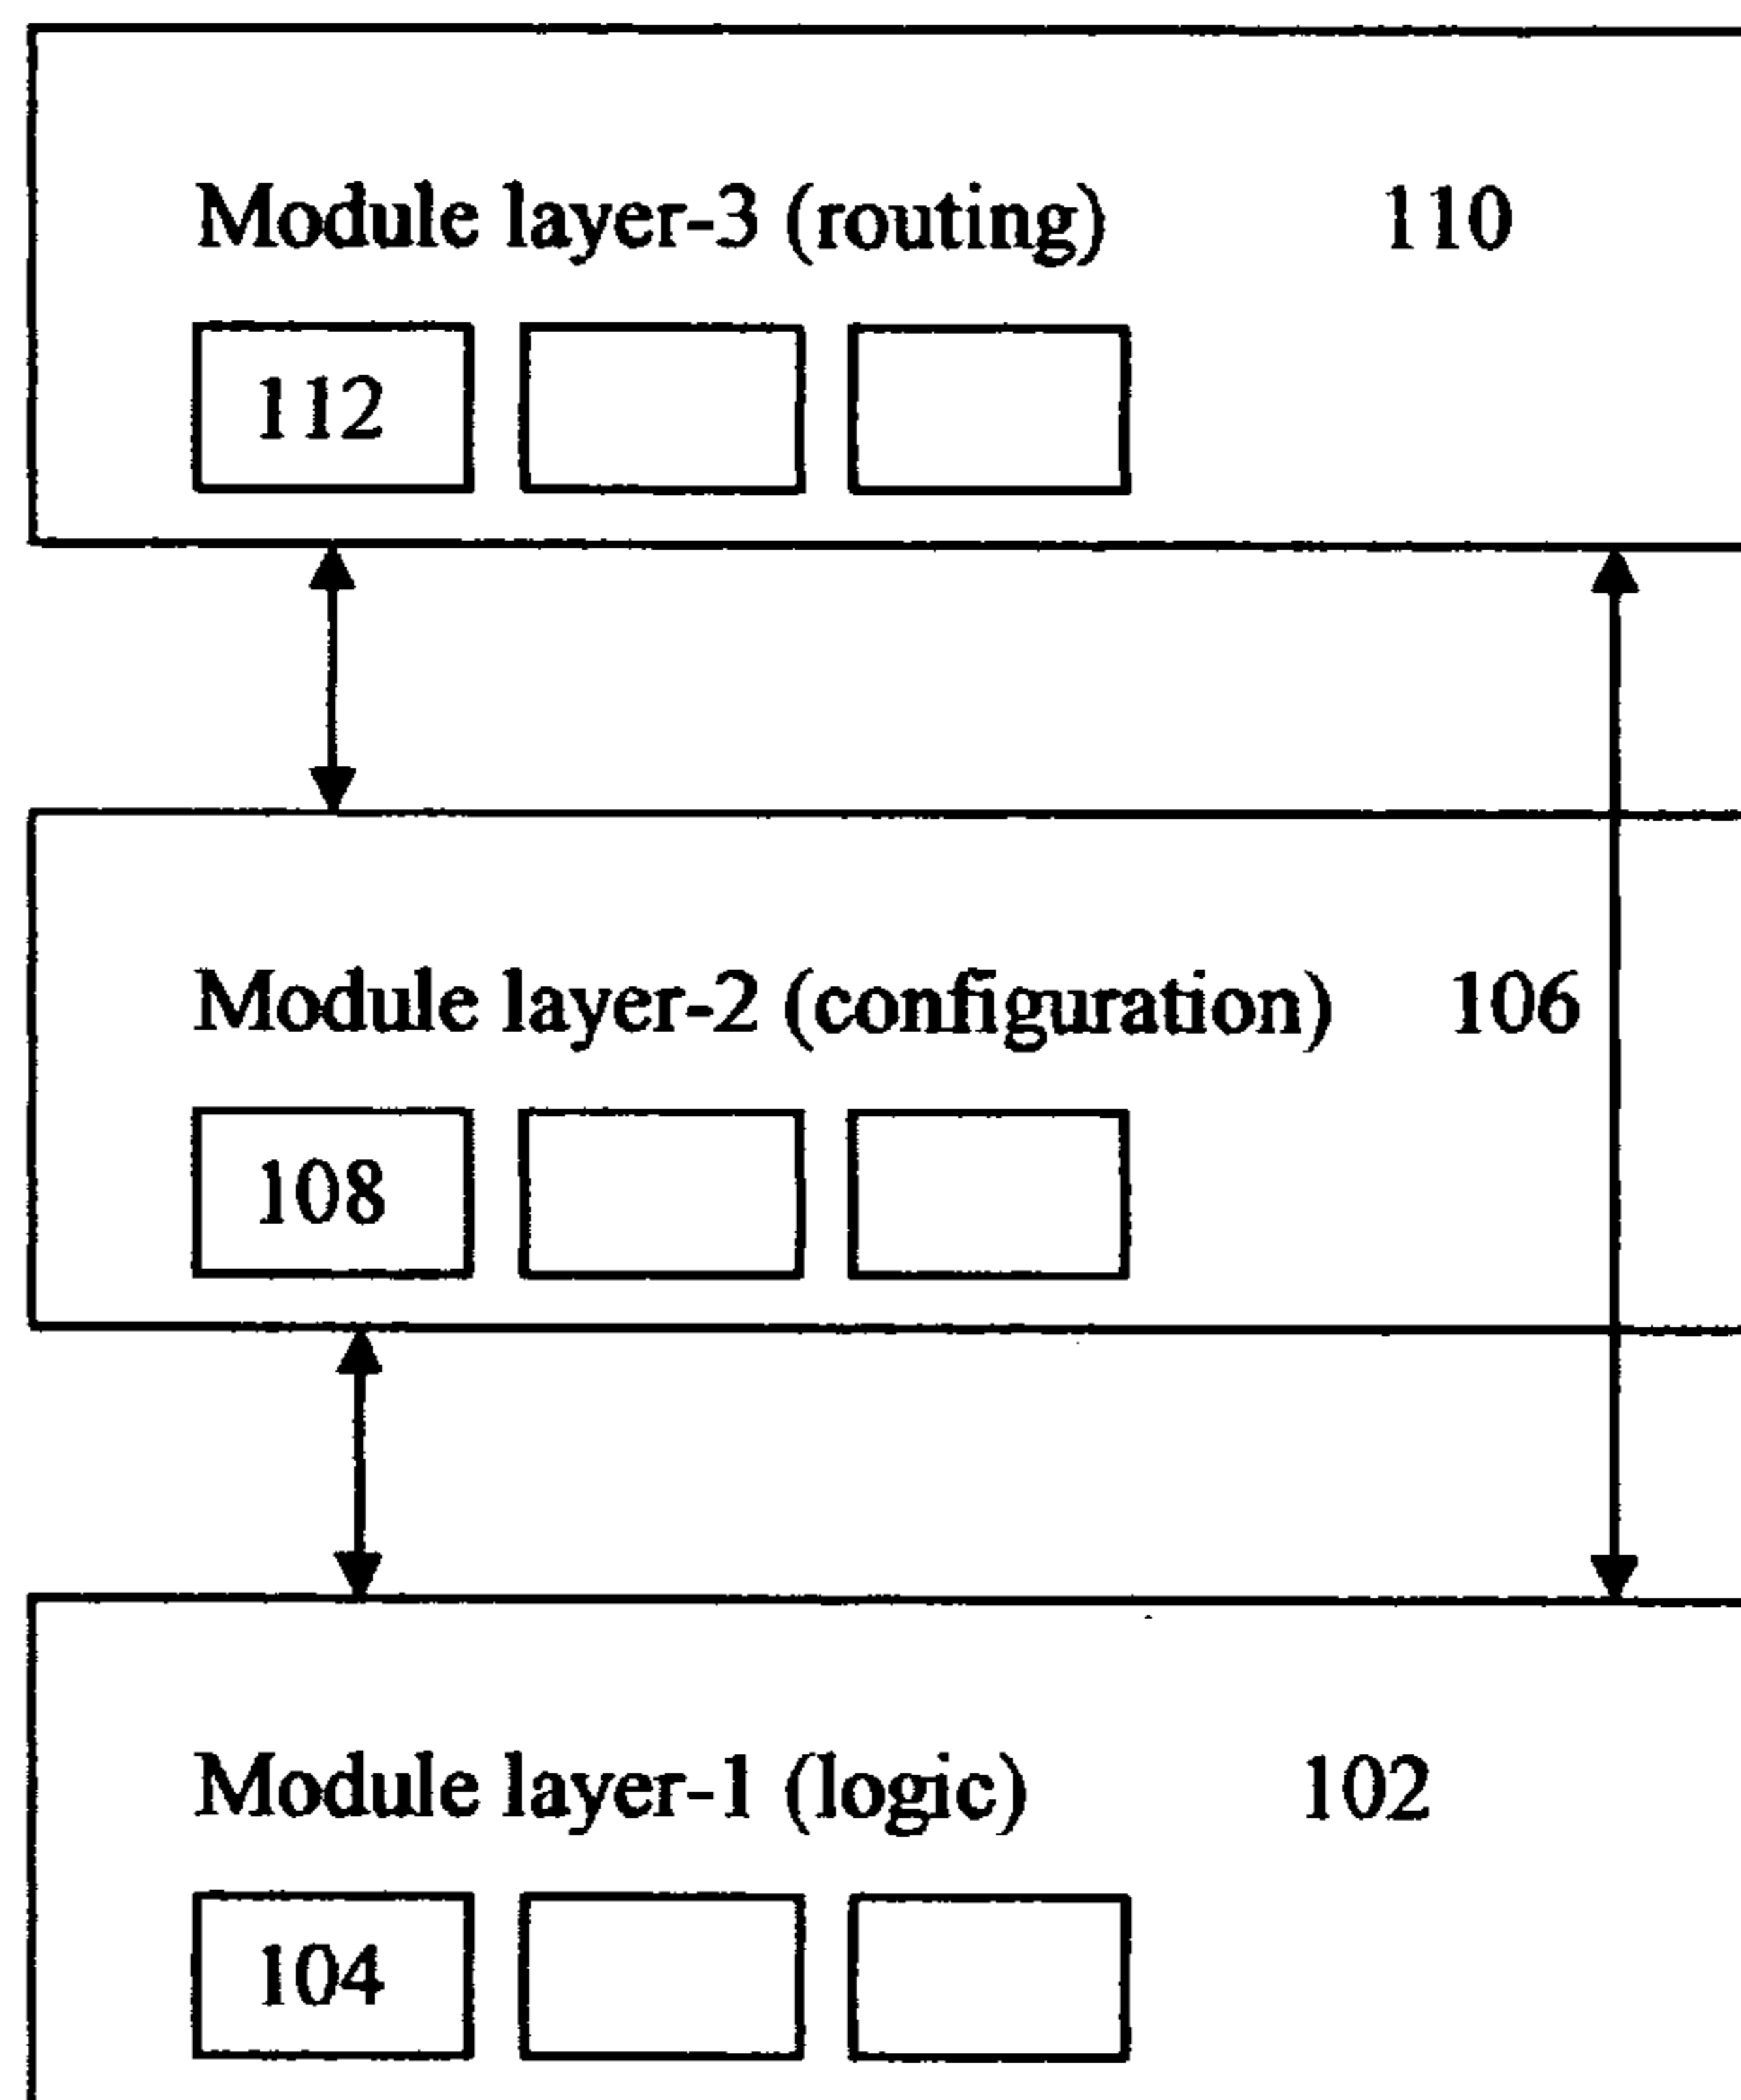 Module layer-3 (routing) 110
112
Module layer-2 (configuration) 106
108
Module layer-1 (logic) 102
104